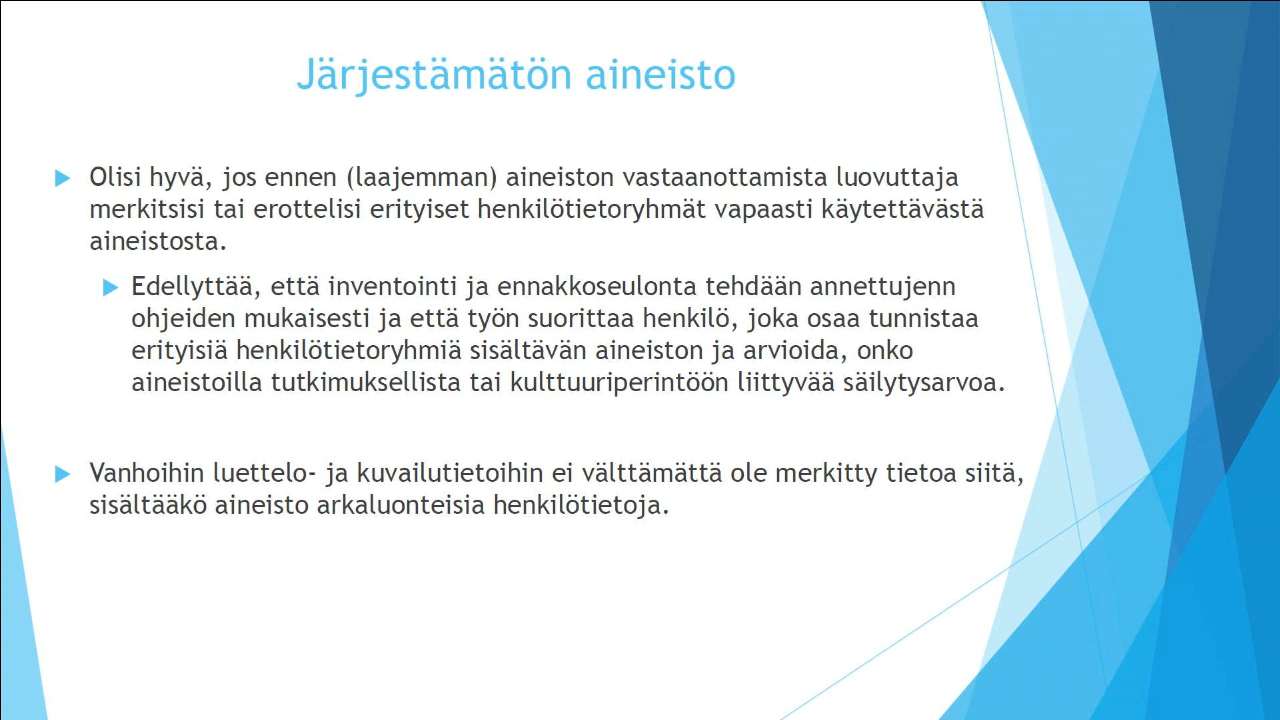 Järjestämätön aineisto
Olisi hyvä, jos ennen (laajemman) aineiston vastaanottamista luovuttaja
merkitsisi tai erottelisi erityiset henkilötietoryhmät vapaasti käytettävästä
aineistosta.
Edellyttää, että inventointi ja ennakkoseulonta tehdään annettujenn
ohjeiden mukaisesti ja että työn suorittaa henkilö, joka osaa tunnistaa
erityisiä henkilötietoryhmiä sisältävän aineiston ja arvioida, onko
aineistoilla tutkimuksellista tai kulttuuriperintöön liittyvää säilytysarvoa.
Vanhoihin luettelo- ja kuvailutietoihin ei välttämättä ole merkitty tietoa siitä,
sisältääkö aineisto arkaluonteisia henkilötietoja.